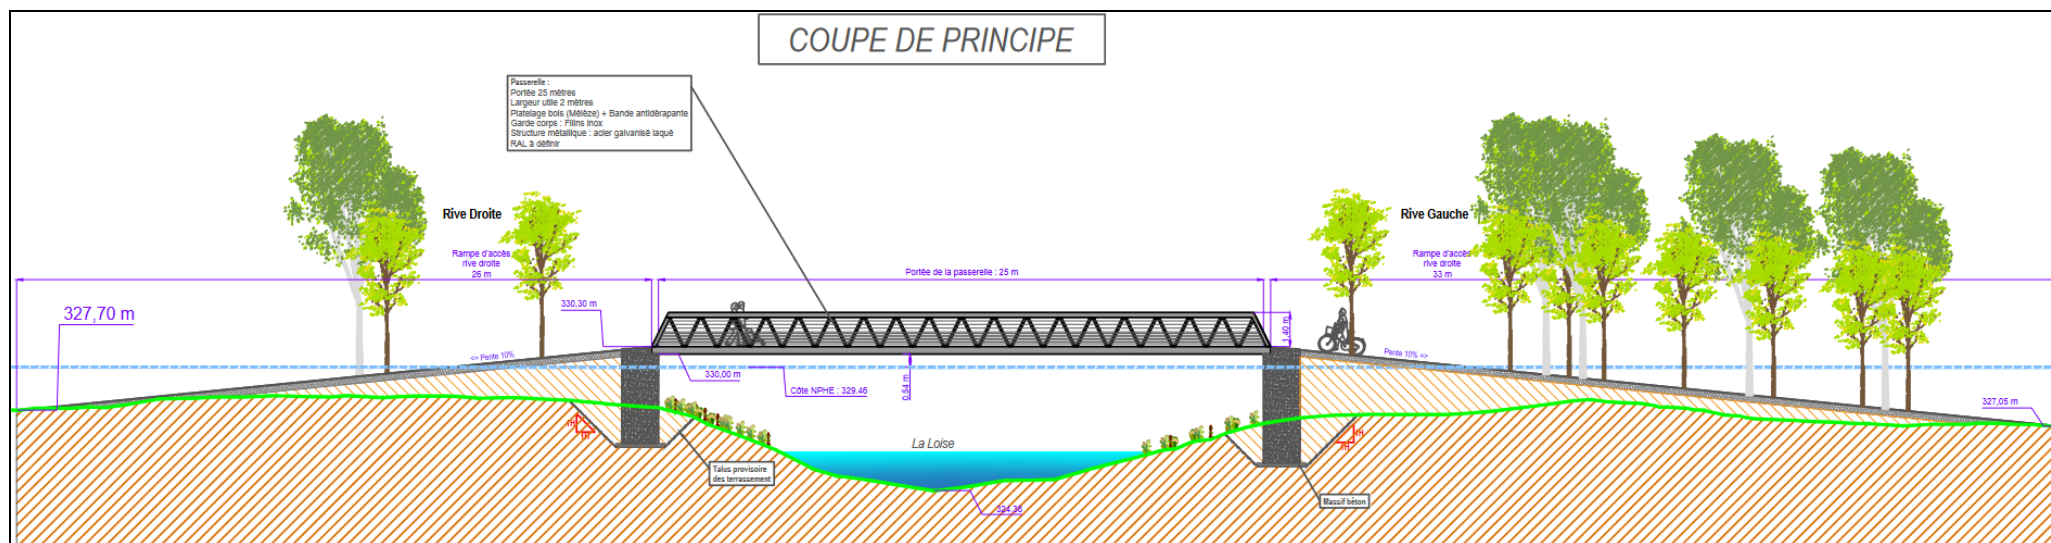 COUPE DE PRINCIPE
Passerelle :
Portée 25 mètres
Largeur utile 2 mètres
Platelage bois (Mélèze) + Bande antidérapante
Garde corps : Filins inox
Structure métallique : acier galvanisé laqué
RAL à définir
Rive Droite
Rive Gauche
Rampe d'accès
rive droite
26 m
Portée de la passerelle : 25 m
Rampe d'accès
rive droite
33 m
327,70 m
330,30 m
1,40 m
<= Pente 10%
Pente 10% =>
330,00 m
Côte NPHE : 329.46
0,54 m
327,05 m
La Loise
Talus provisoire
des terrassement
Massif béton
324.38